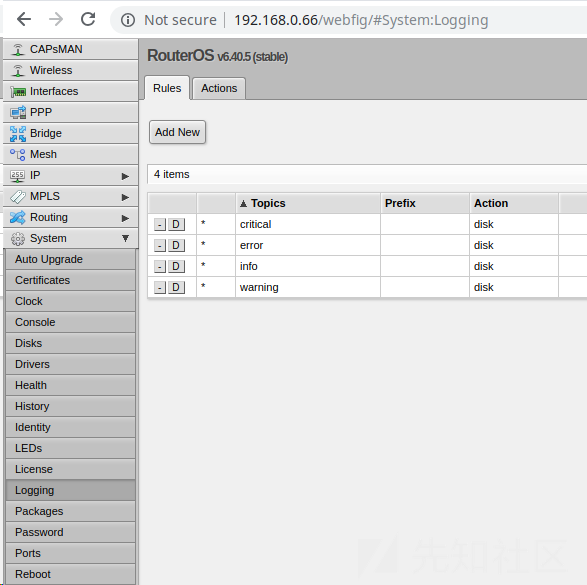 Not secure | 192.168.0.66/webfig/#System:Logging
CAPsMAN
Wireless
Interfaces
PPP
Bridge
Mesh
IP
MPLS
Routing
System
Auto Upgrade
Certificates
Clock
Console
Disks
Drivers
Health
History
Identity
LEDs
License
Logging
Packages
Password
Ports
Reboot
RouterOS v6.40.5 (stable)
Rules Actions
Add New
4 items
Topics Prefix Action
- D * critical disk
- D * error disk
- D * info disk
- D * warning disk
先知社区